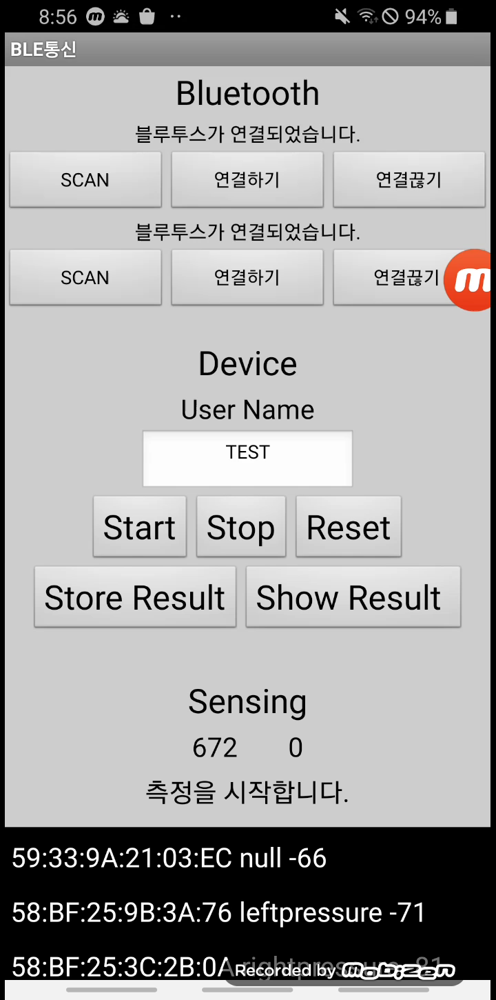 8:56 94%
BLE통신
Bluetooth
블루투스가 연결되었습니다.
SCAN 연결하기 연결끊기
블루투스가 연결되었습니다.
SCAN 연결하기 연결끊기
m
Device
User Name
TEST
Start Stop Reset
Store Result Show Result
Sensing
672 0
측정을 시작합니다.
59:33:9A:21:03:EC null -66
58:BF:25:9B:3A:76 leftpressure -71
58:BF:25:3C:2B:0A rightpressure -81
Recorded by MOBIZEN